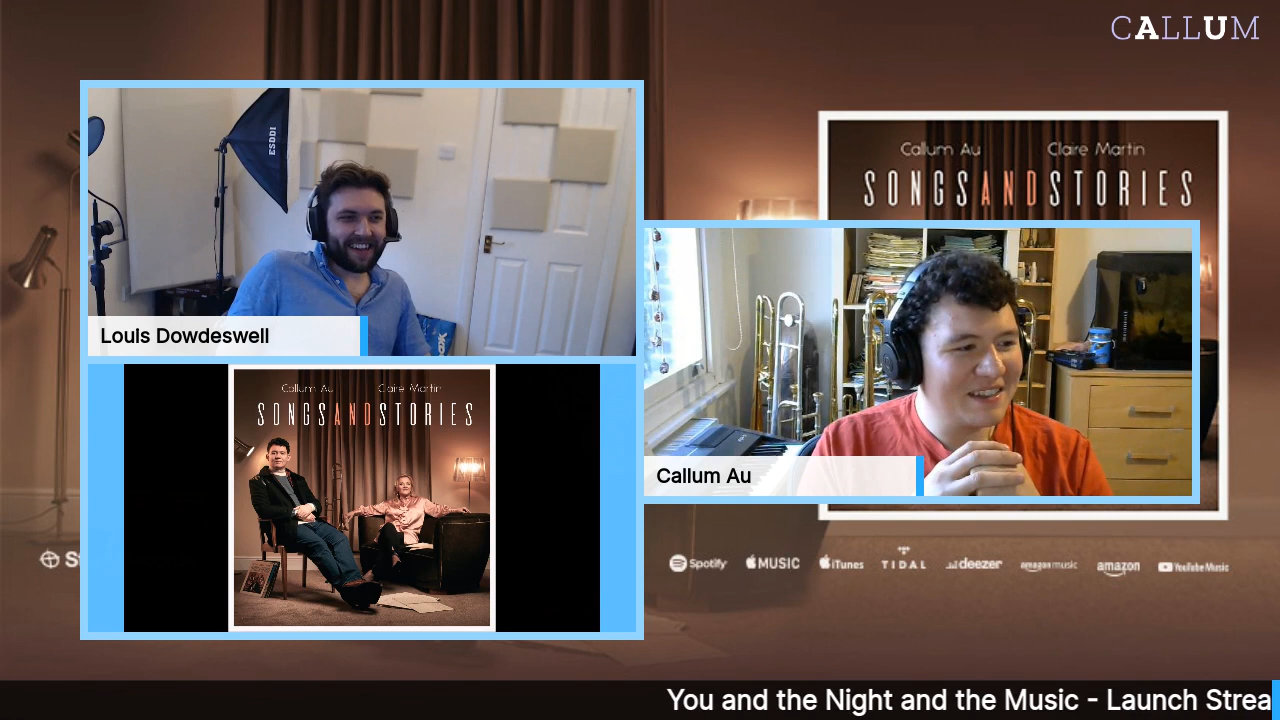 CALLUM
ESDDI
Louis Dowdeswell
Callum Au Claire Martin
SONGSANDSTORIES
Callum Au
Callum Au Claire Martin
SONGSANDSTORIES
Spotify MUSIC iTunes TIDAL deezer amazon music amazon YouTube Music
You and the Night and the Music - Launch Strea